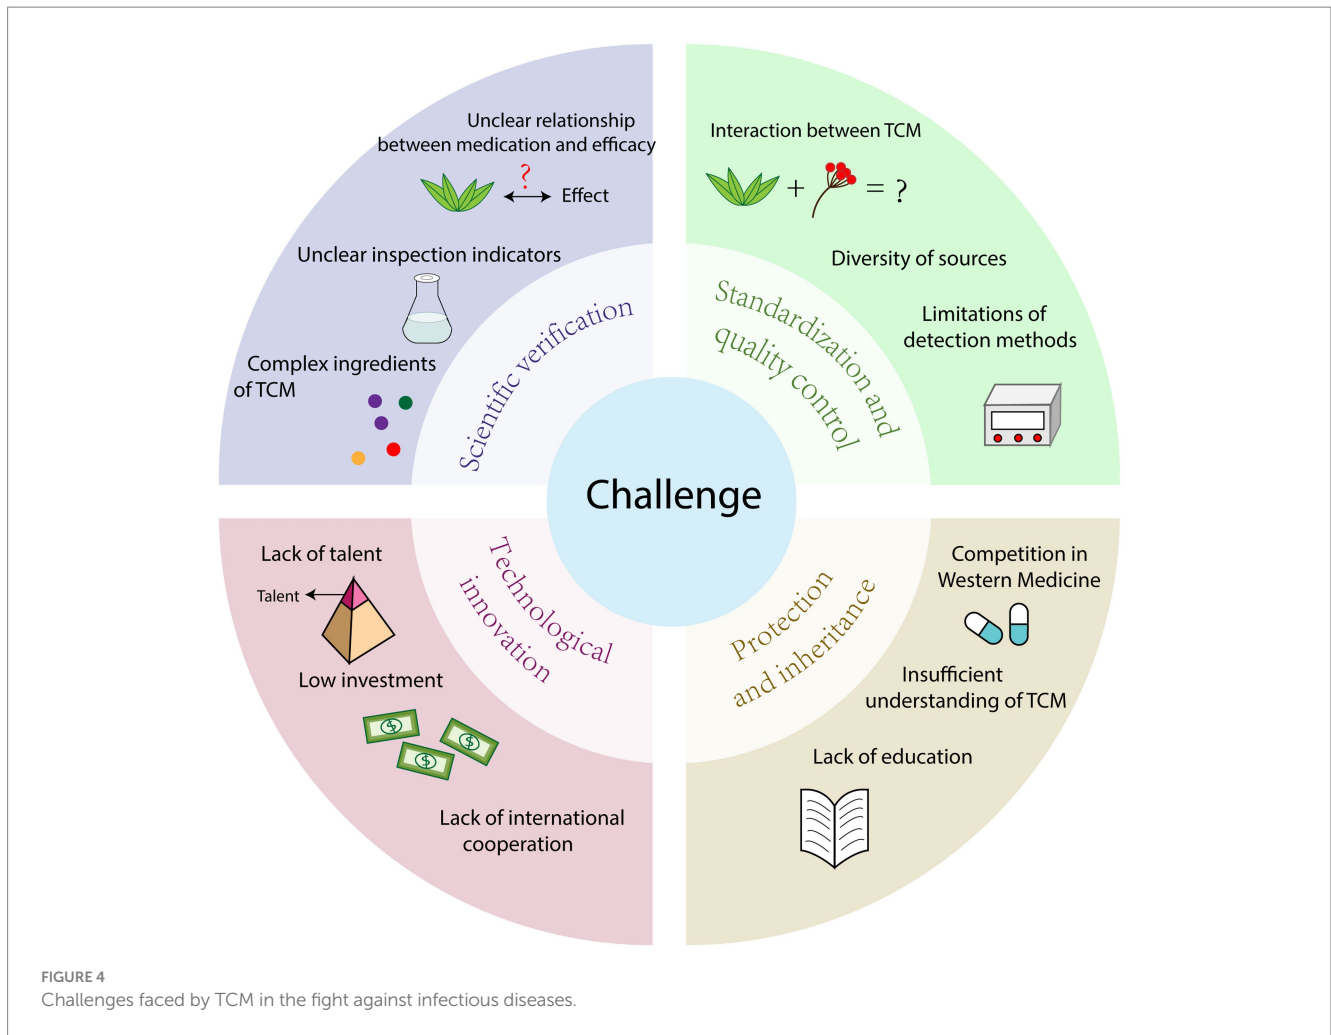 Unclear relationship
between medication and efficacy
?
Effect
Unclear inspection indicators
Complex ingredients
of TCM
Scientific verification
Interaction between TCM
+ = ?
Diversity of sources
Limitations of
detection methods
Standardization and
quality control
Challenge
Lack of talent
Talent
Low investment
$ $ $
Lack of international
cooperation
Technological
innovation
Competition in
Western Medicine
Insufficient
understanding of TCM
Lack of education
Protection
and inheritance
FIGURE 4
Challenges faced by TCM in the fight against infectious diseases.